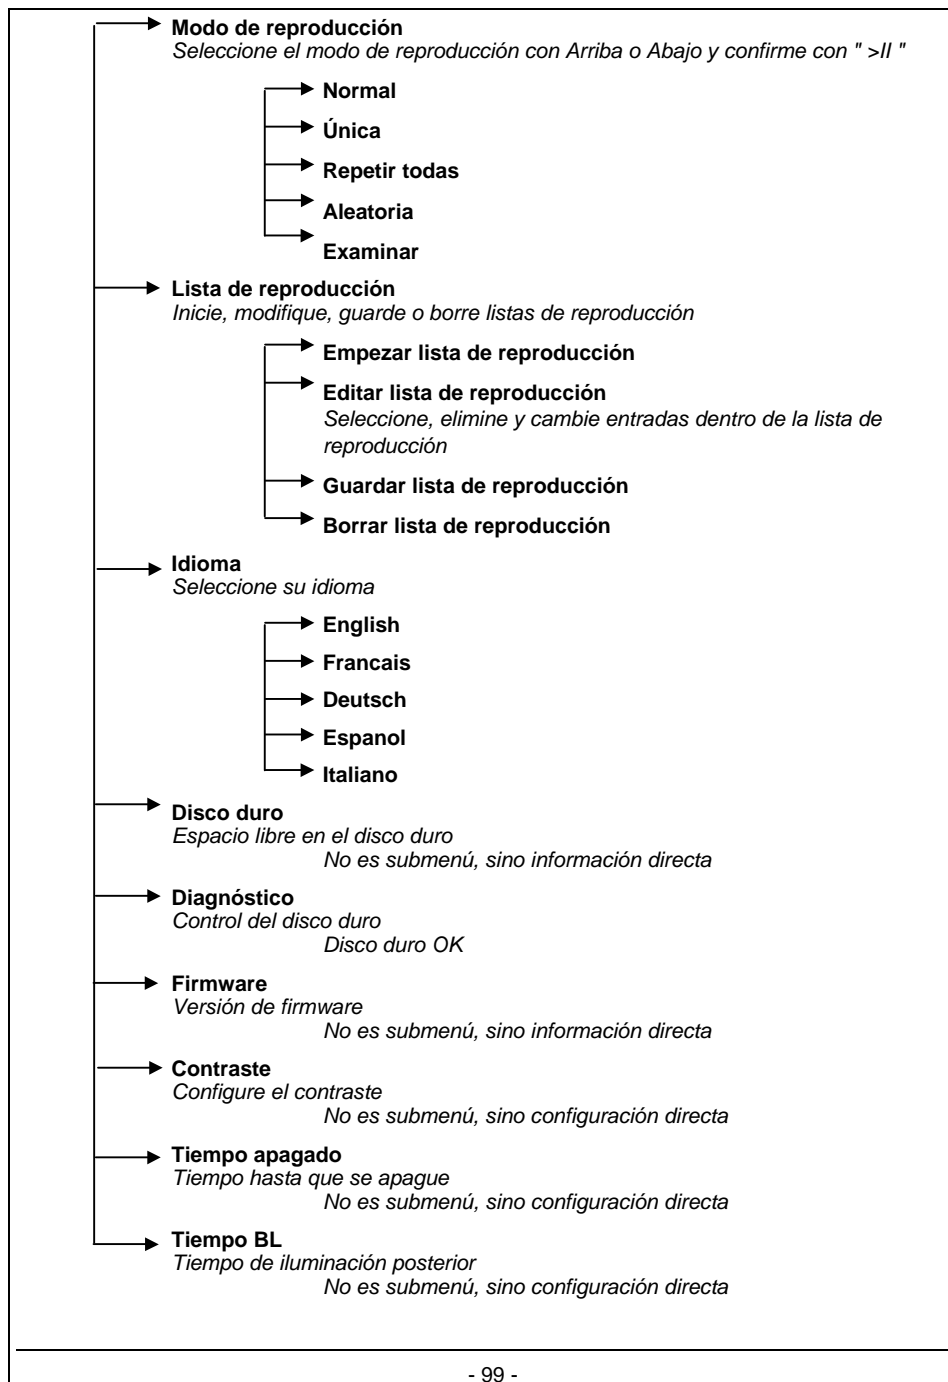 Modo de reproducción
Seleccione el modo de reproducción con Arriba o Abajo y confirme con " >II "
Normal
Única
Repetir todas
Aleatoria
Examinar
Lista de reproducción
Inicie, modifique, guarde o borre listas de reproducción
Empezar lista de reproducción
Editar lista de reproducción
Seleccione, elimine y cambie entradas dentro de la lista de
reproducción
Guardar lista de reproducción
Borrar lista de reproducción
Idioma
Seleccione su idioma
English
Francais
Deutsch
Espanol
Italiano
Disco duro
Espacio libre en el disco duro
No es submenú, sino información directa
Diagnóstico
Control del disco duro
Disco duro OK
Firmware
Versión de firmware
No es submenú, sino información directa
Contraste
Configure el contraste
No es submenú, sino configuración directa
Tiempo apagado
Tiempo hasta que se apague
No es submenú, sino configuración directa
Tiempo BL
Tiempo de iluminación posterior
No es submenú, sino configuración directa
- 99 -